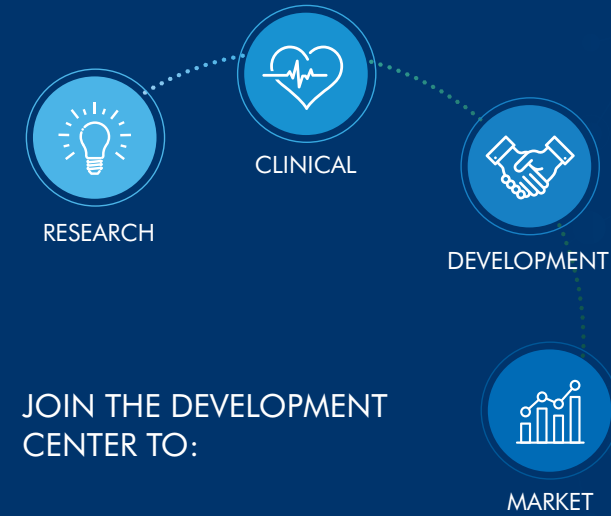 CLINICAL
RESEARCH
DEVELOPMENT
JOIN THE DEVELOPMENT
CENTER TO:
MARKET